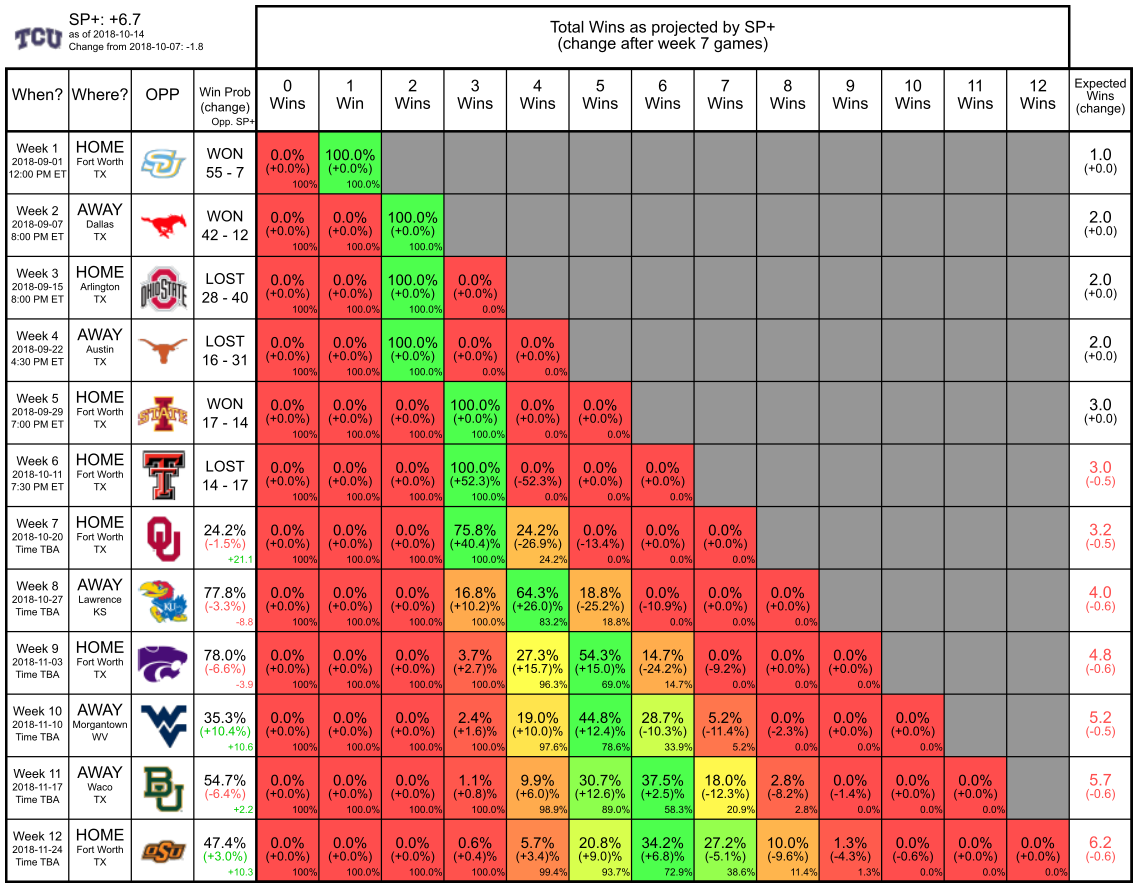 TCU
SP+: +6.7
as of 2018-10-14
Change from 2018-10-07: -1.8
Total Wins as projected by SP+
(change after week 7 games)
When? Where? OPP Win Prob (change) Opp. SP+ 0 Wins 1 Win 2 Wins 3 Wins 4 Wins 5 Wins 6 Wins 7 Wins 8 Wins 9 Wins 10 Wins 11 Wins 12 Wins Expected Wins (change)
Week 1 HOME WON 0.0% 100.0% 1.0
2018-09-01 Fort Worth SU (+0.0%) (+0.0%) (+0.0)
12:00 PM ET TX 55 - 7 100% 100.0%
Week 2 AWAY WON 0.0% 0.0% 100.0% 2.0
2018-09-07 Dallas (+0.0%) (+0.0%) (+0.0%) (+0.0)
8:00 PM ET TX 42 - 12 100% 100.0% 100.0%
Week 3 HOME LOST 0.0% 0.0% 100.0% 0.0% 2.0
2018-09-15 Arlington OHIO STATE (+0.0%) (+0.0%) (+0.0%) (+0.0%) (+0.0)
8:00 PM ET TX 28 - 40 100% 100.0% 100.0% 0.0%
Week 4 AWAY LOST 0.0% 0.0% 100.0% 0.0% 0.0% 2.0
2018-09-22 Austin (+0.0%) (+0.0%) (+0.0%) (+0.0%) (+0.0%) (+0.0)
4:30 PM ET TX 16 - 31 100% 100.0% 100.0% 0.0% 0.0%
Week 5 HOME WON 0.0% 0.0% 0.0% 100.0% 0.0% 0.0% 3.0
2018-09-29 Fort Worth I STATE (+0.0%) (+0.0%) (+0.0%) (+0.0%) (+0.0%) (+0.0%) (+0.0)
7:00 PM ET TX 17 - 14 100% 100.0% 100.0% 100.0% 0.0% 0.0%
Week 6 HOME LOST 0.0% 0.0% 0.0% 100.0% 0.0% 0.0% 0.0% 3.0
2018-10-11 Fort Worth T (+0.0%) (+0.0%) (+0.0%) (+52.3%) (-52.3%) (+0.0%) (+0.0%) (-0.5)
7:30 PM ET TX 14 - 17 100% 100.0% 100.0% 100.0% 0.0% 0.0% 0.0%
Week 7 HOME 24.2% 0.0% 0.0% 0.0% 75.8% 24.2% 0.0% 0.0% 0.0% 3.2
2018-10-20 Fort Worth OU (-1.5%) (+0.0%) (+0.0%) (+0.0%) (+40.4%) (-26.9%) (-13.4%) (+0.0%) (+0.0%) (-0.5)
Time TBA TX +21.1 100% 100.0% 100.0% 100.0% 24.2% 0.0% 0.0% 0.0%
Week 8 AWAY 77.8% 0.0% 0.0% 0.0% 16.8% 64.3% 18.8% 0.0% 0.0% 0.0% 4.0
2018-10-27 Lawrence KU (-3.3%) (+0.0%) (+0.0%) (+0.0%) (+10.2)% (+26.0)% (-25.2%) (-10.9%) (+0.0%) (+0.0%) (-0.6)
Time TBA KS -8.8 100% 100.0% 100.0% 100.0% 83.2% 18.8% 0.0% 0.0% 0.0%
Week 9 HOME 78.0% 0.0% 0.0% 0.0% 3.7% 27.3% 54.3% 14.7% 0.0% 0.0% 0.0% 4.8
2018-11-03 Fort Worth (-6.6%) (+0.0%) (+0.0%) (+0.0%) (+2.7)% (+15.7)% (+15.0)% (-24.2%) (-9.2%) (+0.0%) (+0.0%) (-0.6)
Time TBA TX -3.9 100% 100.0% 100.0% 100.0% 96.3% 69.0% 14.7% 0.0% 0.0% 0.0%
Week 10 AWAY 35.3% 0.0% 0.0% 0.0% 2.4% 19.0% 44.8% 28.7% 5.2% 0.0% 0.0% 0.0% 5.2
2018-11-10 Morgantown WV (+10.4%) (+0.0%) (+0.0%) (+0.0%) (+1.6)% (+10.0)% (+12.4)% (-10.3%) (-11.4%) (-2.3%) (+0.0%) (+0.0%) (-0.5)
Time TBA WV +10.6 100% 100.0% 100.0% 100.0% 97.6% 78.6% 33.9% 5.2% 0.0% 0.0% 0.0%
Week 11 AWAY 54.7% 0.0% 0.0% 0.0% 1.1% 9.9% 30.7% 37.5% 18.0% 2.8% 0.0% 0.0% 0.0% 5.7
2018-11-17 Waco BU (-6.4%) (+0.0%) (+0.0%) (+0.0%) (+0.8)% (+6.0)% (+12.6)% (+2.5)% (-12.3%) (-8.2%) (-1.4%) (+0.0%) (+0.0%) (-0.6)
Time TBA TX +2.2 100% 100.0% 100.0% 100.0% 98.9% 89.0% 58.3% 20.9% 2.8% 0.0% 0.0% 0.0%
Week 12 HOME 47.4% 0.0% 0.0% 0.0% 0.6% 5.7% 20.8% 34.2% 27.2% 10.0% 1.3% 0.0% 0.0% 0.0% 6.2
2018-11-24 Fort Worth OSU (+3.0%) (+0.0%) (+0.0%) (+0.0%) (+0.4)% (+3.4)% (+9.0)% (+6.8)% (-5.1%) (-9.6%) (-4.3%) (-0.6%) (+0.0%) (+0.0%) (-0.6)
Time TBA TX +10.3 100% 100.0% 100.0% 100.0% 99.4% 93.7% 72.9% 38.6% 11.4% 1.3% 0.0% 0.0% 0.0%